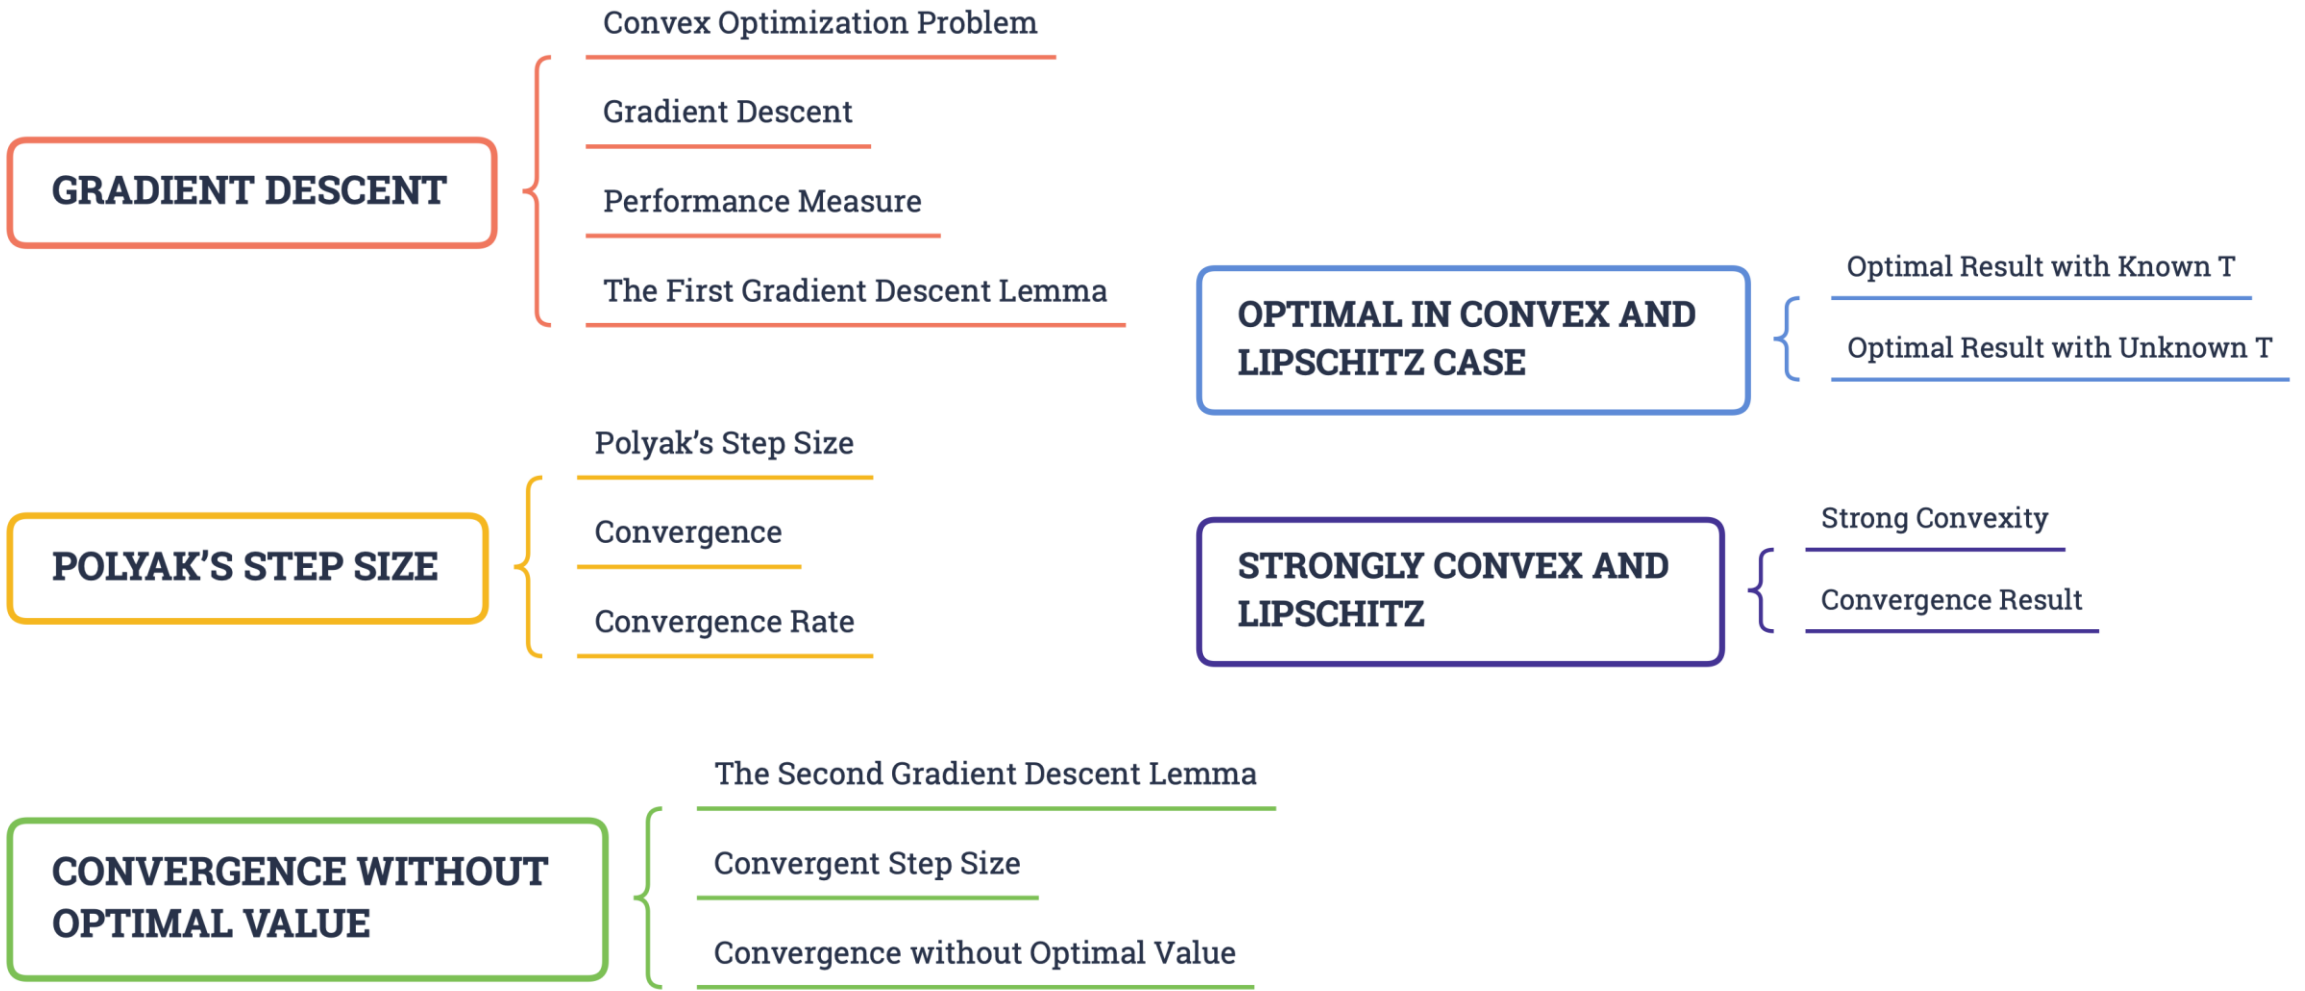 GRADIENT DESCENT
Convex Optimization Problem
Gradient Descent
Performance Measure
The First Gradient Descent Lemma
POLYAK’S STEP SIZE
Polyak’s Step Size
Convergence
Convergence Rate
CONVERGENCE WITHOUT
OPTIMAL VALUE
The Second Gradient Descent Lemma
Convergent Step Size
Convergence without Optimal Value
OPTIMAL IN CONVEX AND
LIPSCHITZ CASE
Optimal Result with Known T
Optimal Result with Unknown T
STRONGLY CONVEX AND
LIPSCHITZ
Strong Convexity
Convergence Result